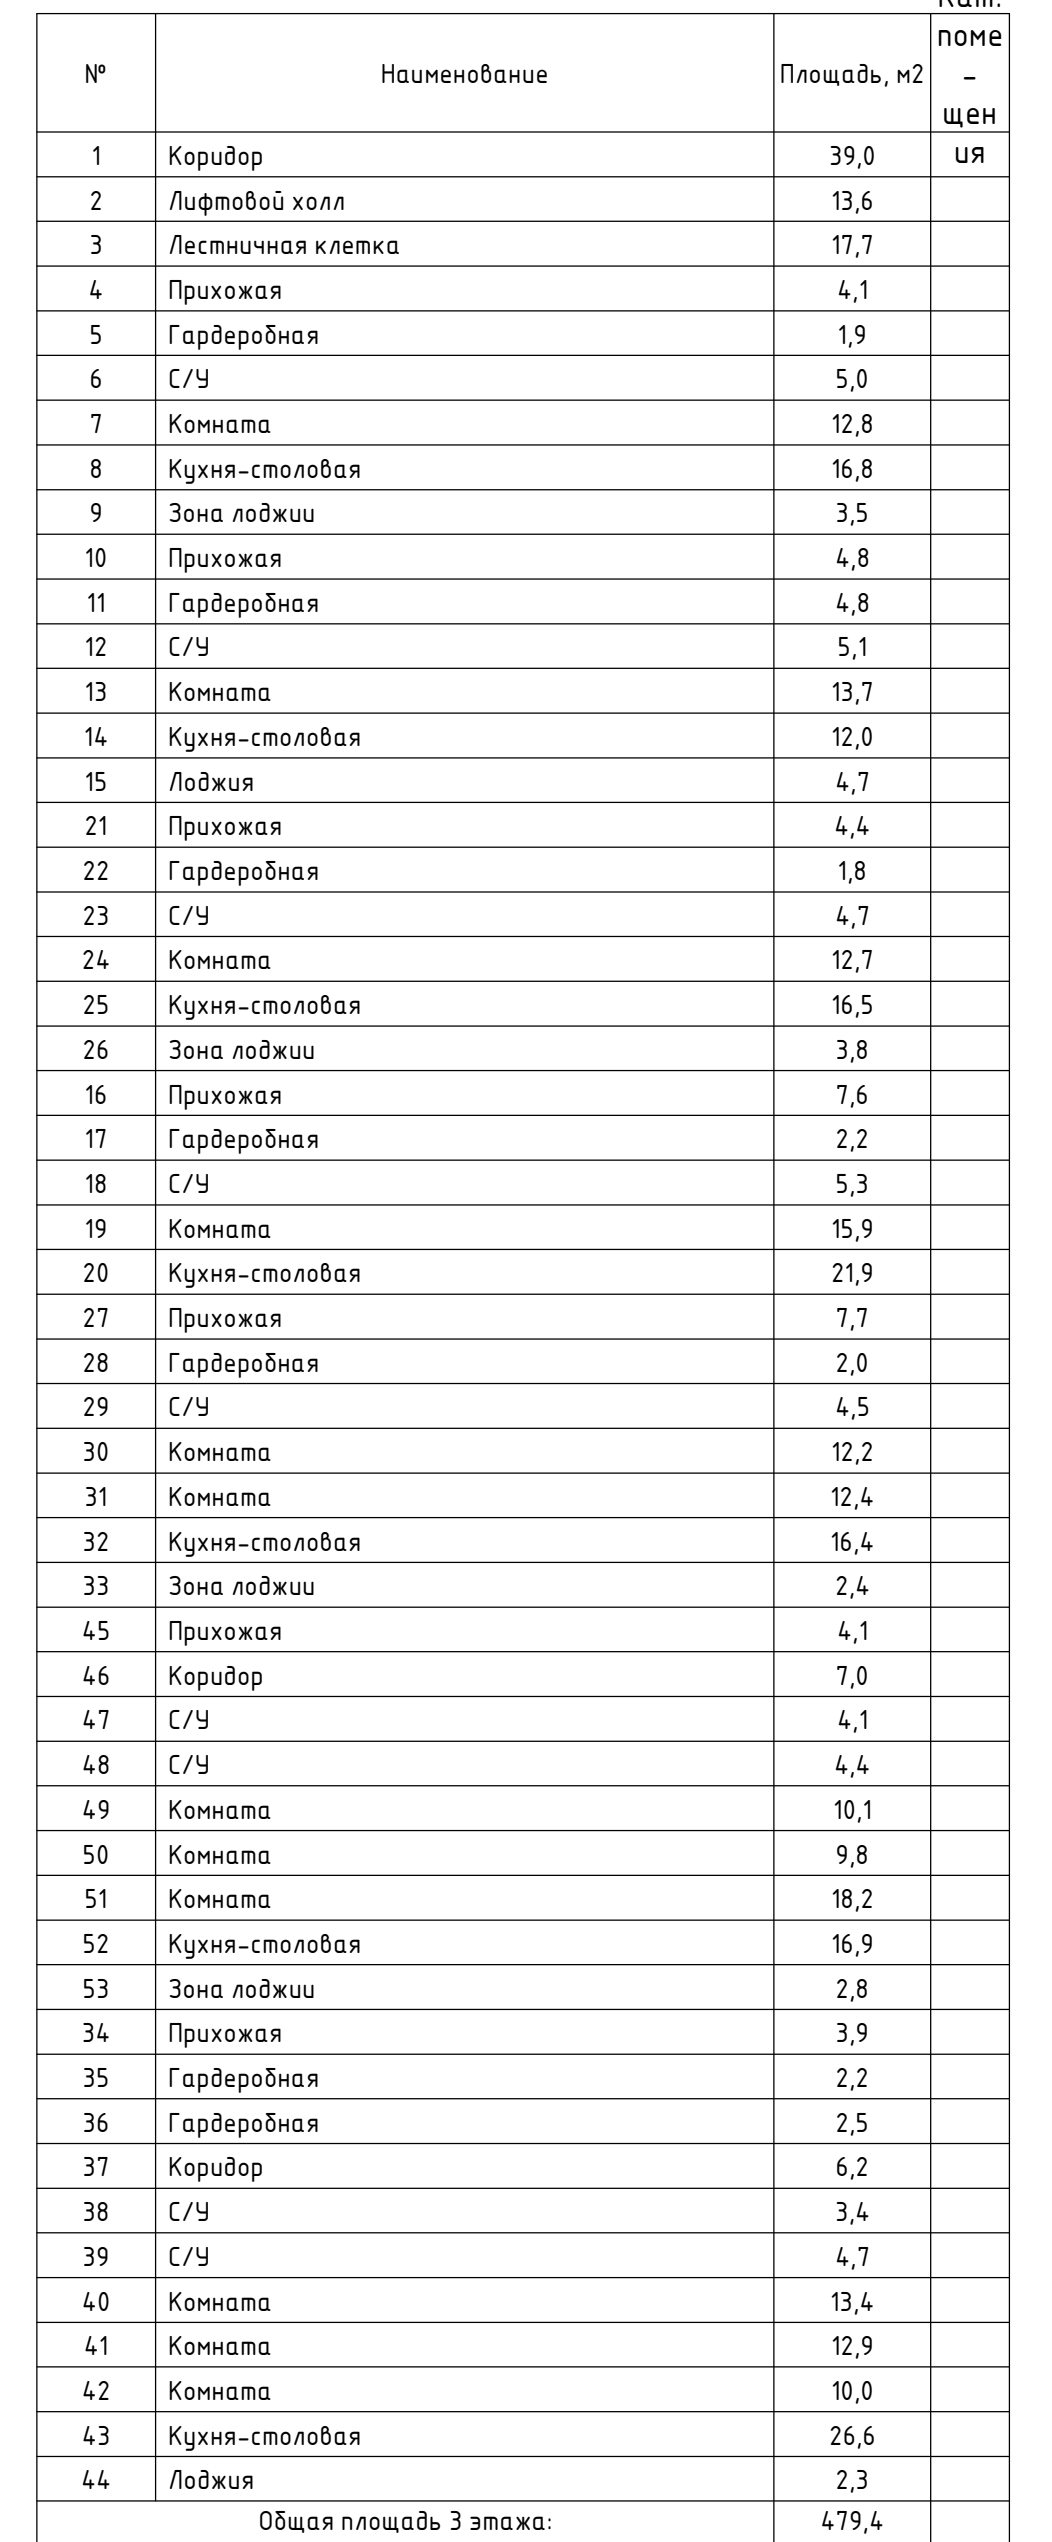 Кат.
поме
-
щен
ия
№ Наименование Площадь, м2
1 Коридор 39,0
2 Лифтовой холл 13,6
3 Лестничная клетка 17,7
4 Прихожая 4,1
5 Гардеробная 1,9
6 С/У 5,0
7 Комната 12,8
8 Кухня-столовая 16,8
9 Зона лоджии 3,5
10 Прихожая 4,8
11 Гардеробная 4,8
12 С/У 5,1
13 Комната 13,7
14 Кухня-столовая 12,0
15 Лоджия 4,7
21 Прихожая 4,4
22 Гардеробная 1,8
23 С/У 4,7
24 Комната 12,7
25 Кухня-столовая 16,5
26 Зона лоджии 3,8
16 Прихожая 7,6
17 Гардеробная 2,2
18 С/У 5,3
19 Комната 15,9
20 Кухня-столовая 21,9
27 Прихожая 7,7
28 Гардеробная 2,0
29 С/У 4,5
30 Комната 12,2
31 Комната 12,4
32 Кухня-столовая 16,4
33 Зона лоджии 2,4
45 Прихожая 4,1
46 Коридор 7,0
47 С/У 4,1
48 С/У 4,4
49 Комната 10,1
50 Комната 9,8
51 Комната 18,2
52 Кухня-столовая 16,9
53 Зона лоджии 2,8
34 Прихожая 3,9
35 Гардеробная 2,2
36 Гардеробная 2,5
37 Коридор 6,2
38 С/У 3,4
39 С/У 4,7
40 Комната 13,4
41 Комната 12,9
42 Комната 10,0
43 Кухня-столовая 26,6
44 Лоджия 2,3
Общая площадь 3 этажа: 479,4